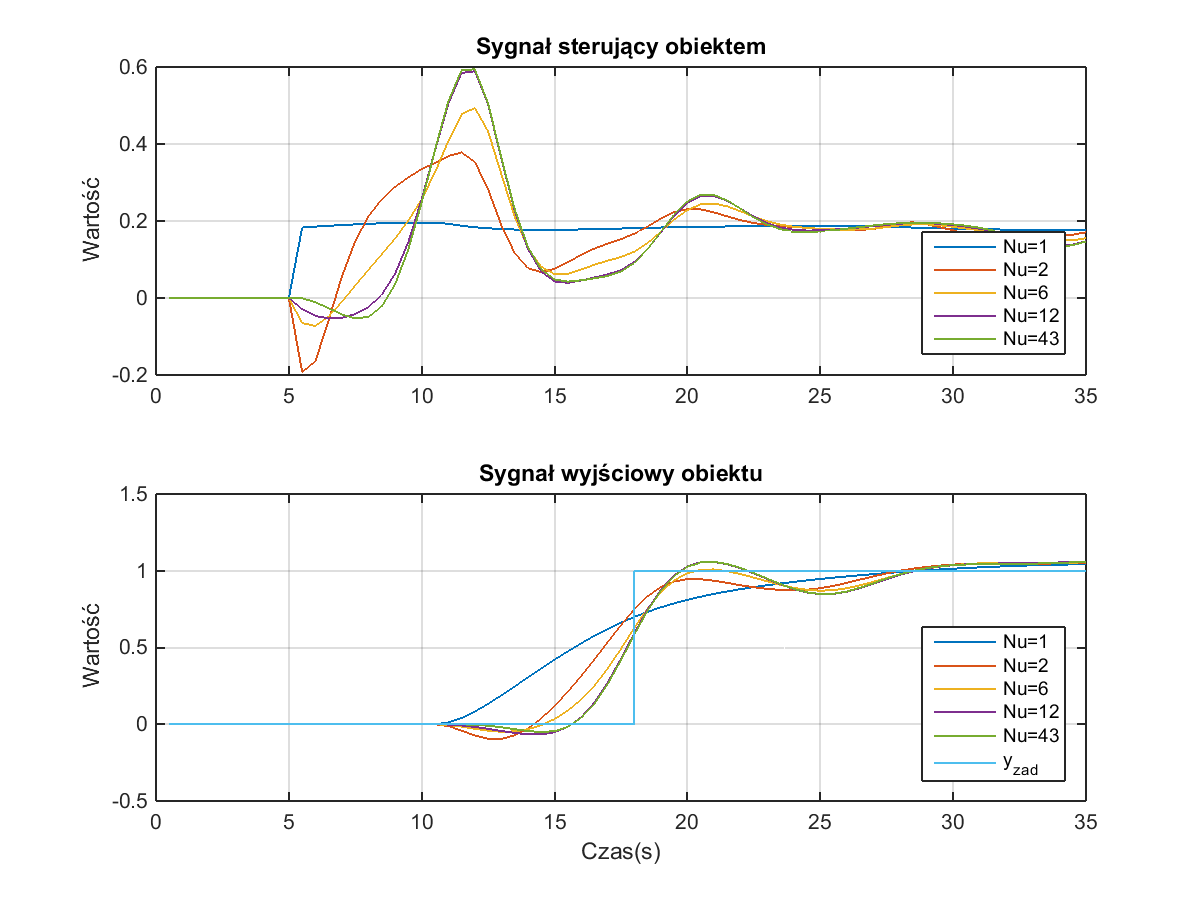 Sygnał sterujący obiektem
0.6
0.4
0.2
0
-0.2
Wartość
0 5 10 15 20 25 30 35
Nu=1
Nu=2
Nu=6
Nu=12
Nu=43
Sygnał wyjściowy obiektu
1.5
1
0.5
0
-0.5
Wartość
0 5 10 15 20 25 30 35
Czas(s)
Nu=1
Nu=2
Nu=6
Nu=12
Nu=43
yzad